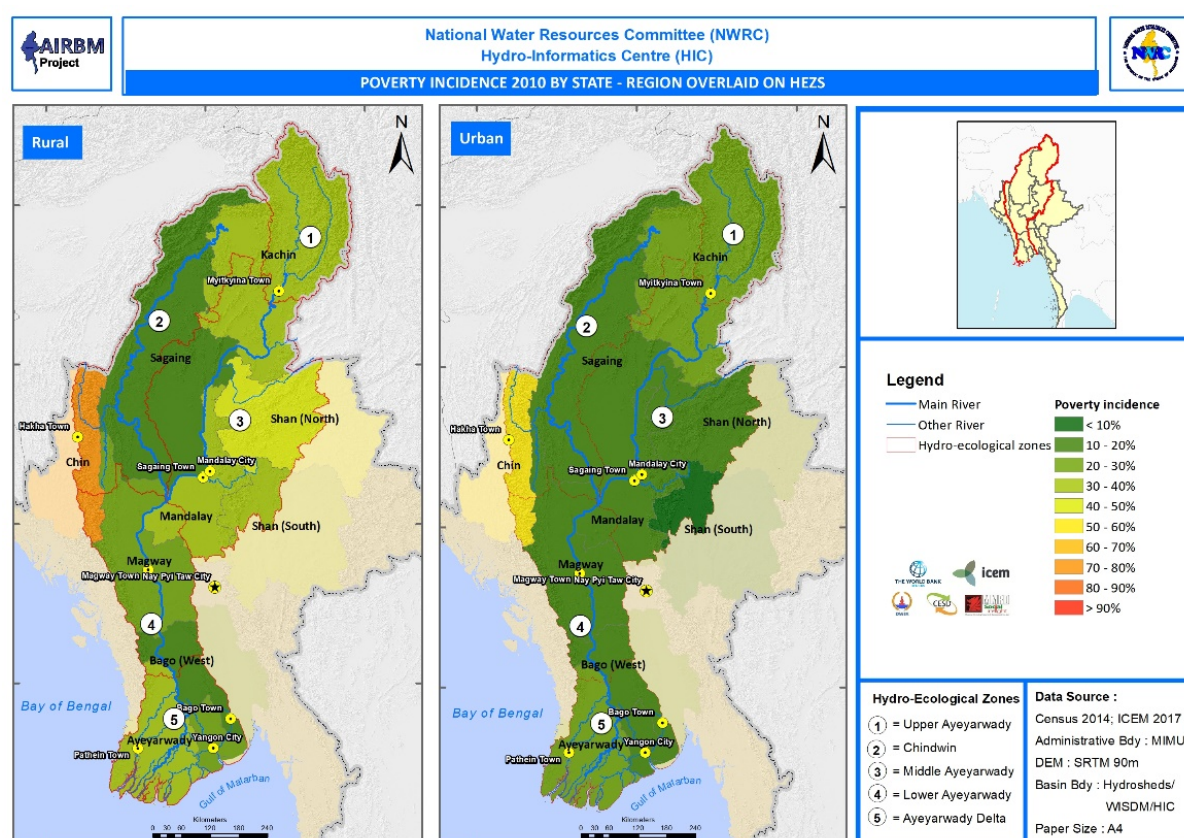 AIRBM
Project
National Water Resources Committee (NWRC)
Hydro-Informatics Centre (HIC)
POVERTY INCIDENCE 2010 BY STATE - REGION OVERLAID ON HEZS
NWRC
Rural
N
1
Kachin
Myitkyina Town
2
Sagaing
3
Shan (North)
Hakha Town
Chin
Sagaing Town
Mandalay City
Mandalay
Shan (South)
Magway
Magway Town
Nay Pyi Taw City
4
Bago (West)
Bay of Bengal
5
Bago Town
Ayeyarwady
Yangon City
Pathein Town
Gulf of Matarban
Kilometers
0 30 60 120 180 240
Urban
N
1
Kachin
Myitkyina Town
2
Sagaing
3
Shan (North)
Hakha Town
Chin
Sagaing Town
Mandalay City
Mandalay
Shan (South)
Magway
Magway Town
Nay Pyi Taw City
4
Bago (West)
Bay of Bengal
5
Bago Town
Ayeyarwady
Yangon City
Pathein Town
Gulf of Matarban
Kilometers
0 30 60 120 180 240
Legend
Main River
Other River
Hydro-ecological zones
Poverty incidence
< 10%
10 - 20%
20 - 30%
30 - 40%
40 - 50%
50 - 60%
60 - 70%
70 - 80%
80 - 90%
> 90%
THE WORLD BANK
icem
CESD
Hydro-Ecological Zones
1 = Upper Ayeyarwady
2 = Chindwin
3 = Middle Ayeyarwady
4 = Lower Ayeyarwady
5 = Ayeyarwady Delta
Data Source :
Census 2014; ICEM 2017
Administrative Bdy : MIMU
DEM : SRTM 90m
Basin Bdy : Hydrosheds/
WISDM/HIC
Paper Size : A4